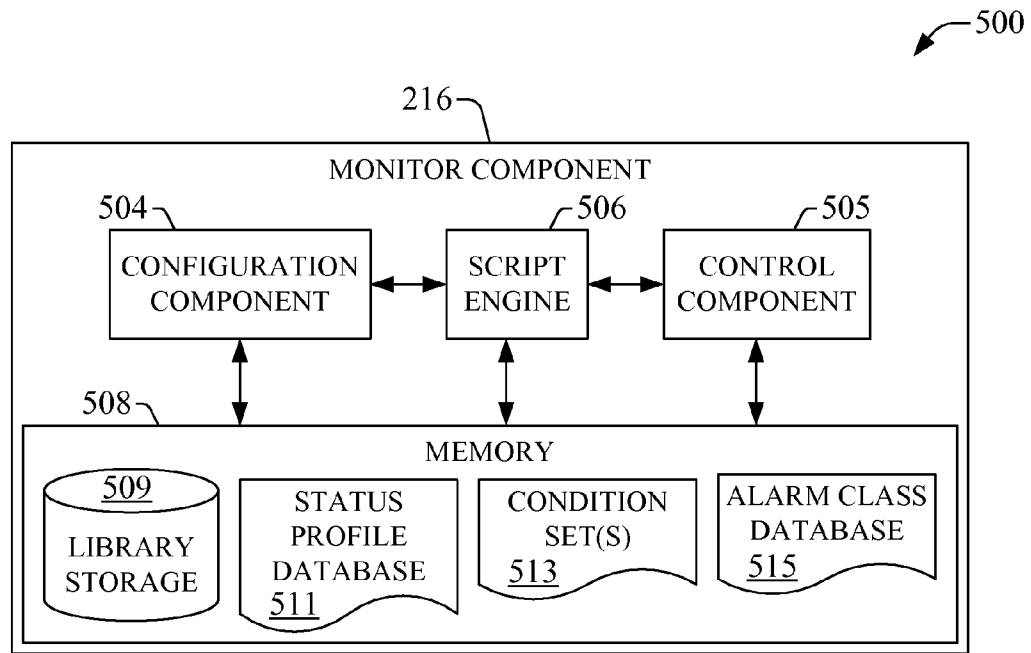 500
216
MONITOR COMPONENT
504
506
505
CONFIGURATION
COMPONENT
SCRIPT
ENGINE
CONTROL
COMPONENT
508
MEMORY
509
LIBRARY
STORAGE
STATUS
PROFILE
DATABASE
511
CONDITION
SET(S)
513
ALARM CLASS
DATABASE
515